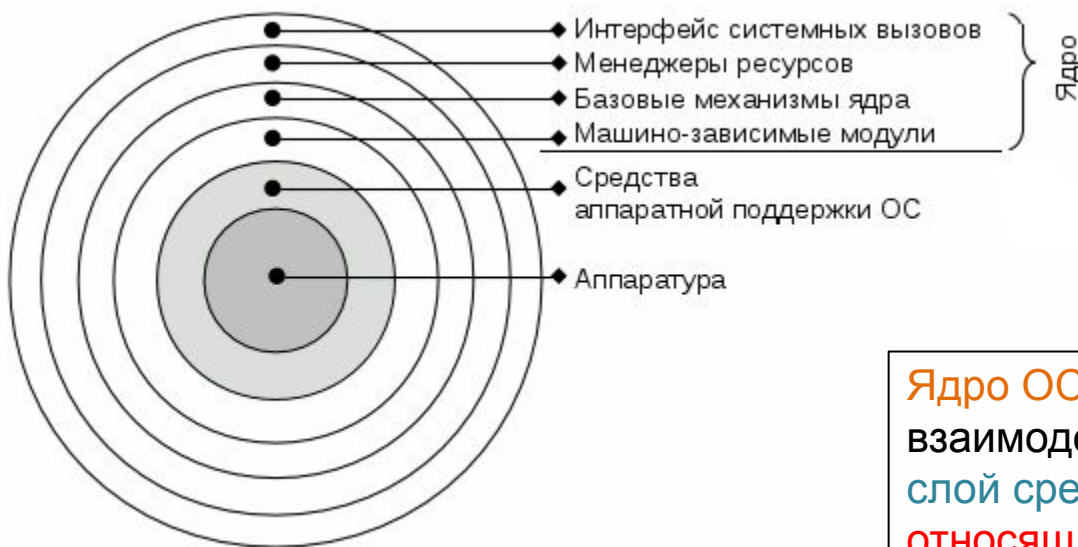 Интерфейс системных вызовов
Менеджеры ресурсов
Базовые механизмы ядра
Машино-зависимые модули
Ядро
Средства
аппаратной поддержки ОС
Аппаратура
Ядро ОС
слой